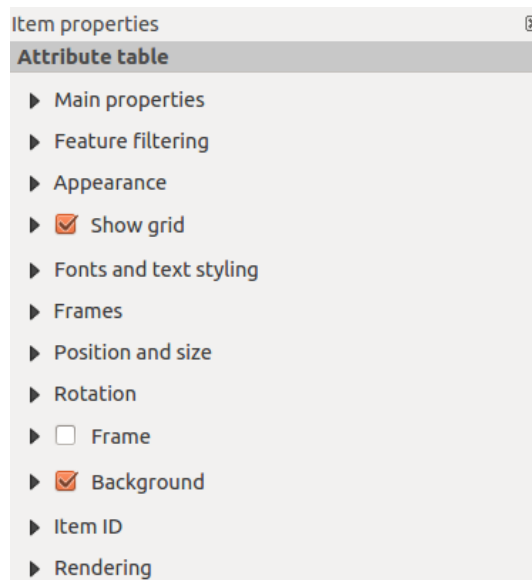 Item properties
Attribute table
Main properties
Feature filtering
Appearance
Show grid
Fonts and text styling
Frames
Position and size
Rotation
Frame
Background
Item ID
Rendering